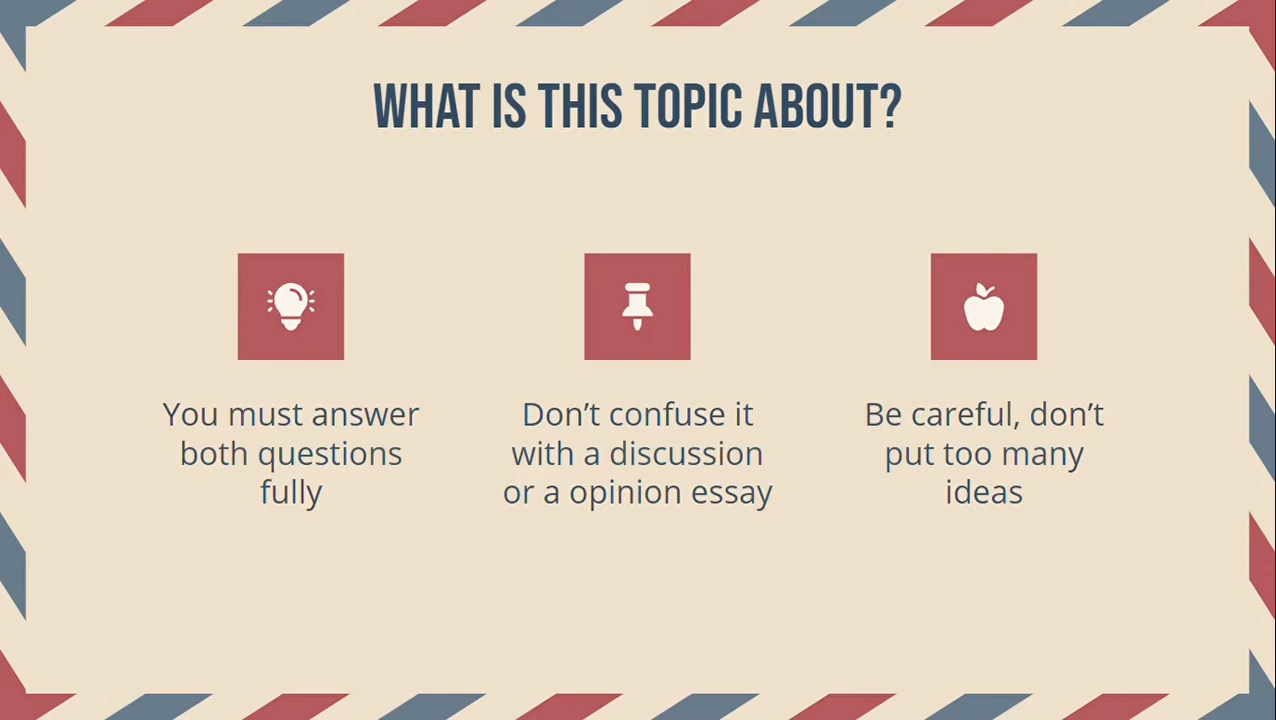 WHAT IS THIS TOPIC ABOUT?
You must answer
both questions
fully
Don’t confuse it
with a discussion
or a opinion essay
Be careful, don’t
put too many
ideas